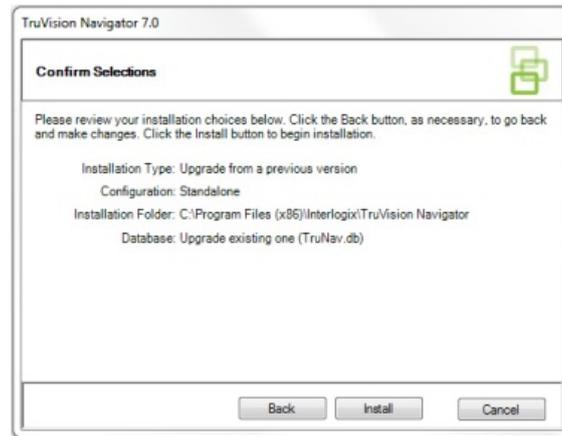 TruVision Navigator 7.0
Confirm Selections
Please review your installation choices below. Click the Back button, as necessary, to go back
and make changes. Click the Install button to begin installation.
Installation Type: Upgrade from a previous version
Configuration: Standalone
Installation Folder: C:\Program Files (x86)\Interlogix\TruVision Navigator
Database: Upgrade existing one (TruNav.db)
Back Install Cancel